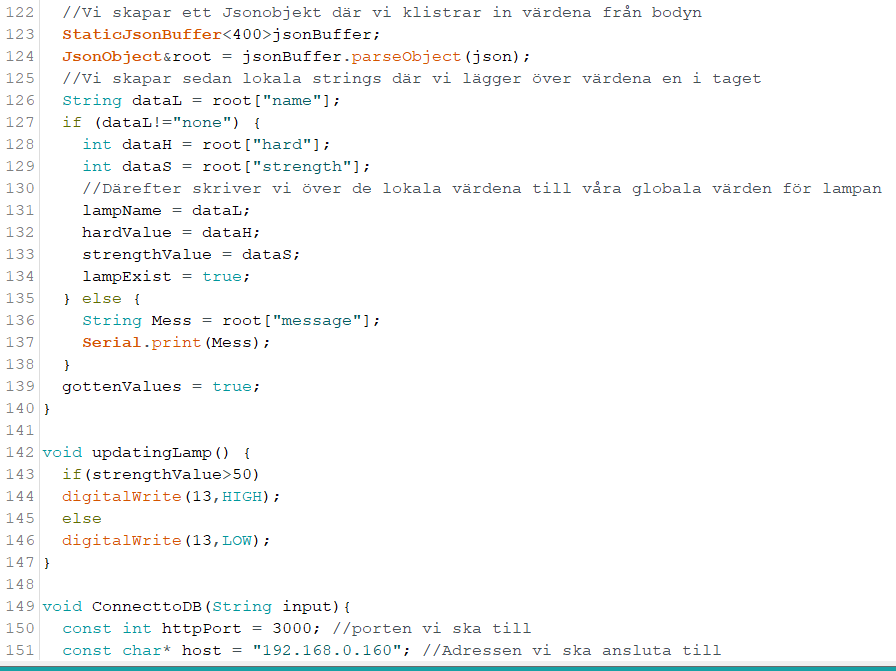 122 //Vi skapar ett Jsonobjekt där vi klistrar in värdena från bodyn
123 StaticJsonBuffer<400>jsonBuffer;
124 JsonObject&root = jsonBuffer.parseObject(json);
125 //Vi skapar sedan lokala strings där vi lägger över värdena en i taget
126 String dataL = root["name"];
127 if (dataL!="none") {
128 int dataH = root["hard"];
129 int dataS = root["strength"];
130 //Därefter skriver vi över de lokala värdena till våra globala värden för lampan
131 lampName = dataL;
132 hardValue = dataH;
133 strengthValue = dataS;
134 lampExist = true;
135 } else {
136 String Mess = root["message"];
137 Serial.print(Mess);
138 }
139 gottenValues = true;
140 }
141
142 void updatingLamp() {
143 if(strengthValue>50)
144 digitalWrite(13,HIGH);
145 else
146 digitalWrite(13,LOW);
147 }
148
149 void ConnecttoDB(String input){
150 const int httpPort = 3000; //porten vi ska till
151 const char* host = "192.168.0.160"; //Adressen vi ska ansluta till